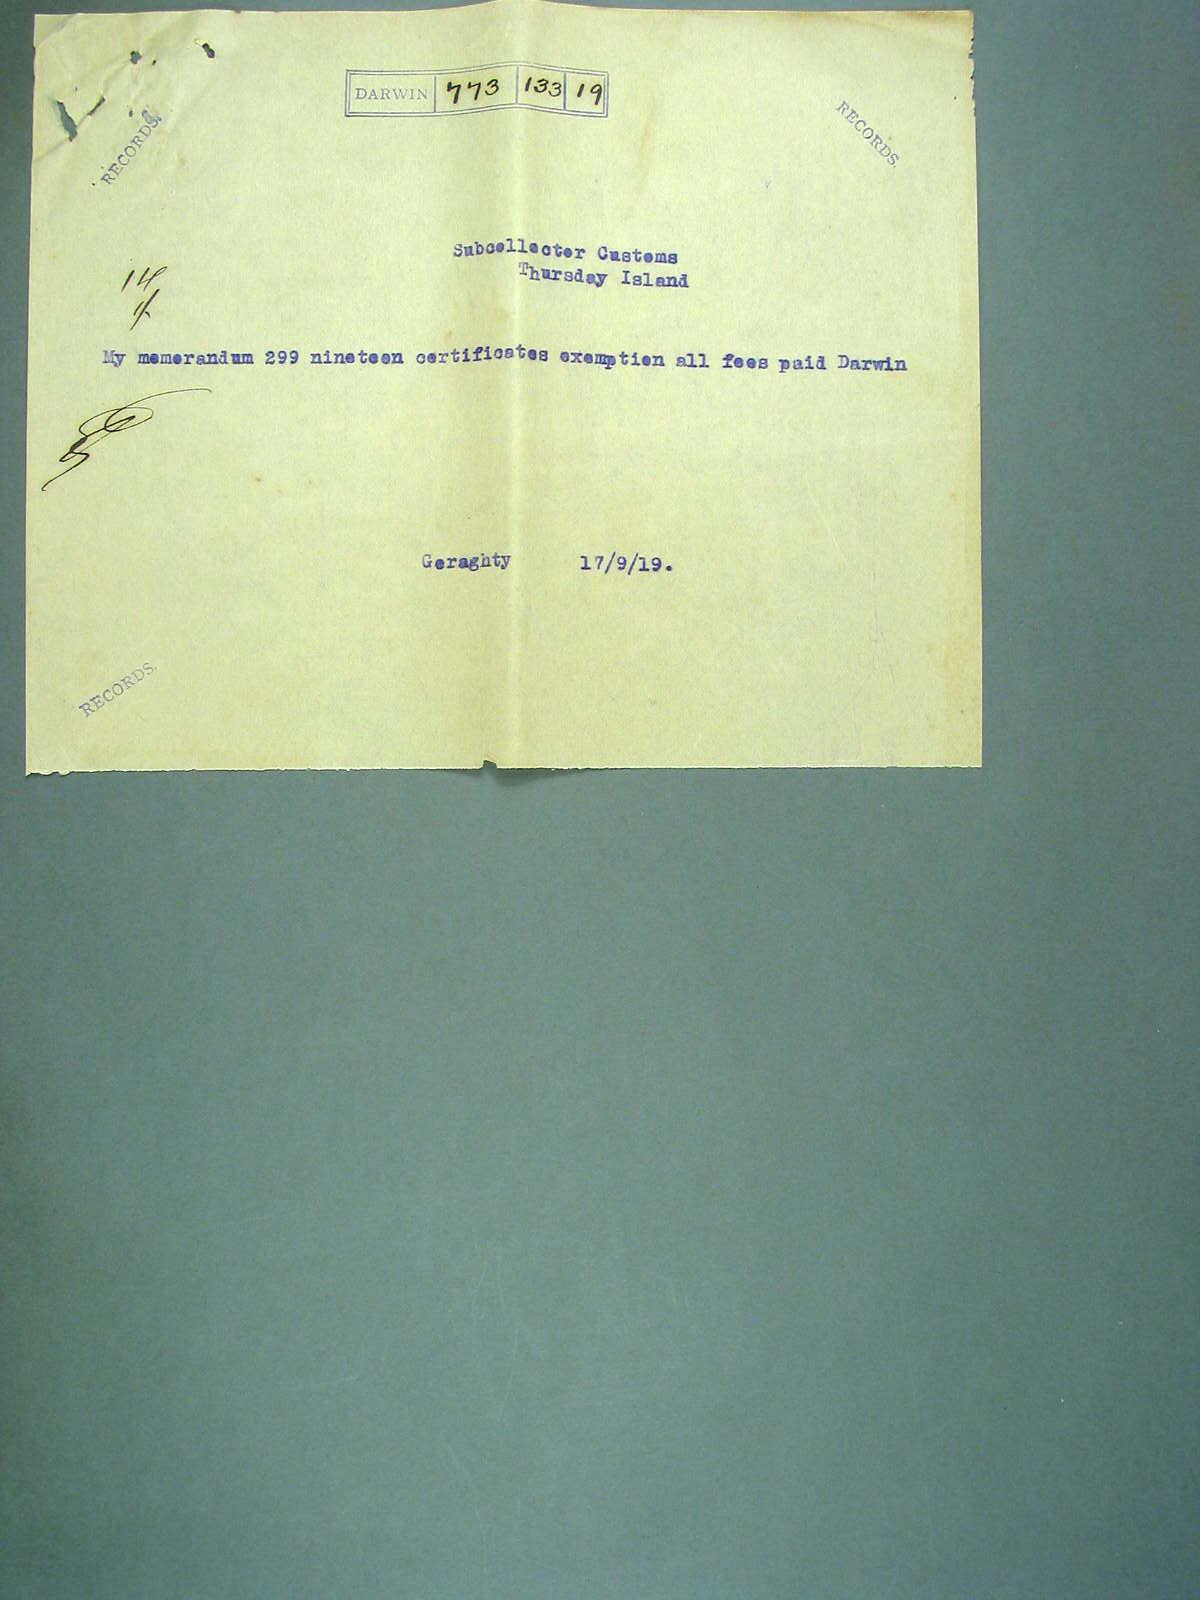 DARWIN 773 133 19
RECORDS.
RECORDS.
Subcollector Customs
Thursday Island
14
My memorandum 299 nineteen certificates exemption all fees paid Darwin
Geraghty 17/9/19.
RECORDS.